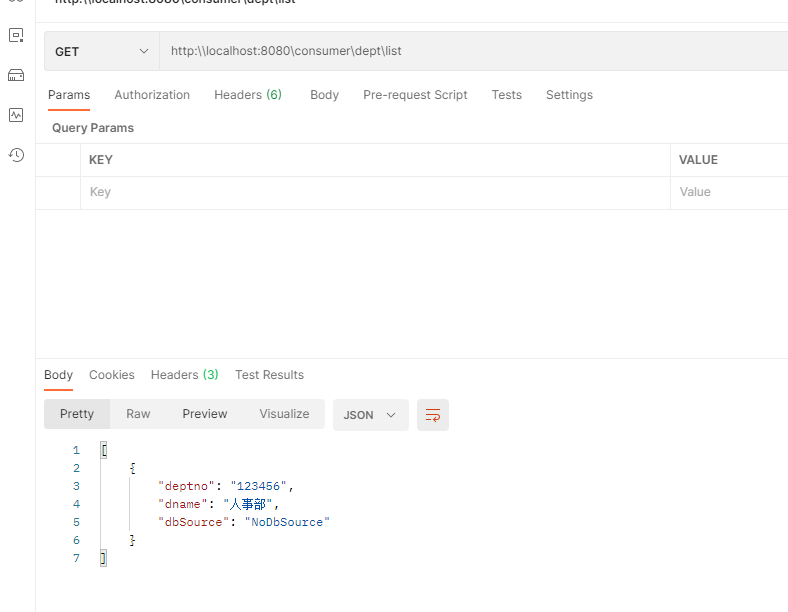 http:\\localhost:8080\consumer\dept\list
GET http:\\localhost:8080\consumer\dept\list
Params Authorization Headers (6) Body Pre-request Script Tests Settings
Query Params
KEY VALUE
Key Value
Body Cookies Headers (3) Test Results
Pretty Raw Preview Visualize JSON
1 [
2 {
3 "deptno": "123456",
4 "dname": "人事部",
5 "dbSource": "NoDbSource"
6 }
7 ]